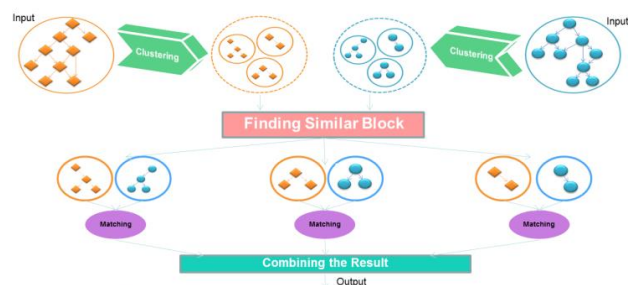 Input
Input
Clustering
Clustering
Finding Similar Block
Matching
Matching
Matching
Combining the Result
Output